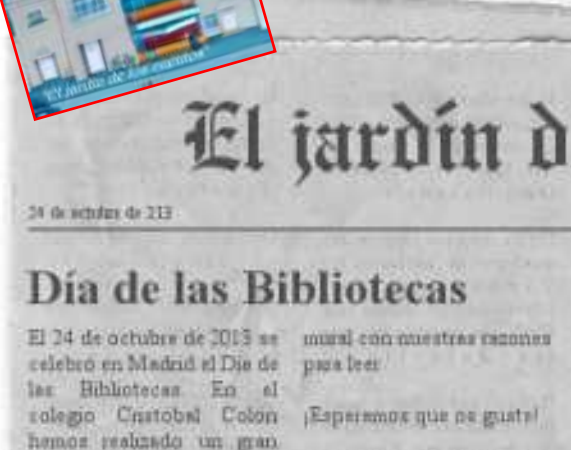 "El jardín de los cuentos"
El jardín d
24 de octubre de 213
Día de las Bibliotecas
El 24 de octubre de 2013 se
celebró en Madrid el Día de
las Bibliotecas. En el
colegio Cristobal Colón
hemos realizado un gran
mural con nuestras razones
para leer.
¡Esperamos que os guste!